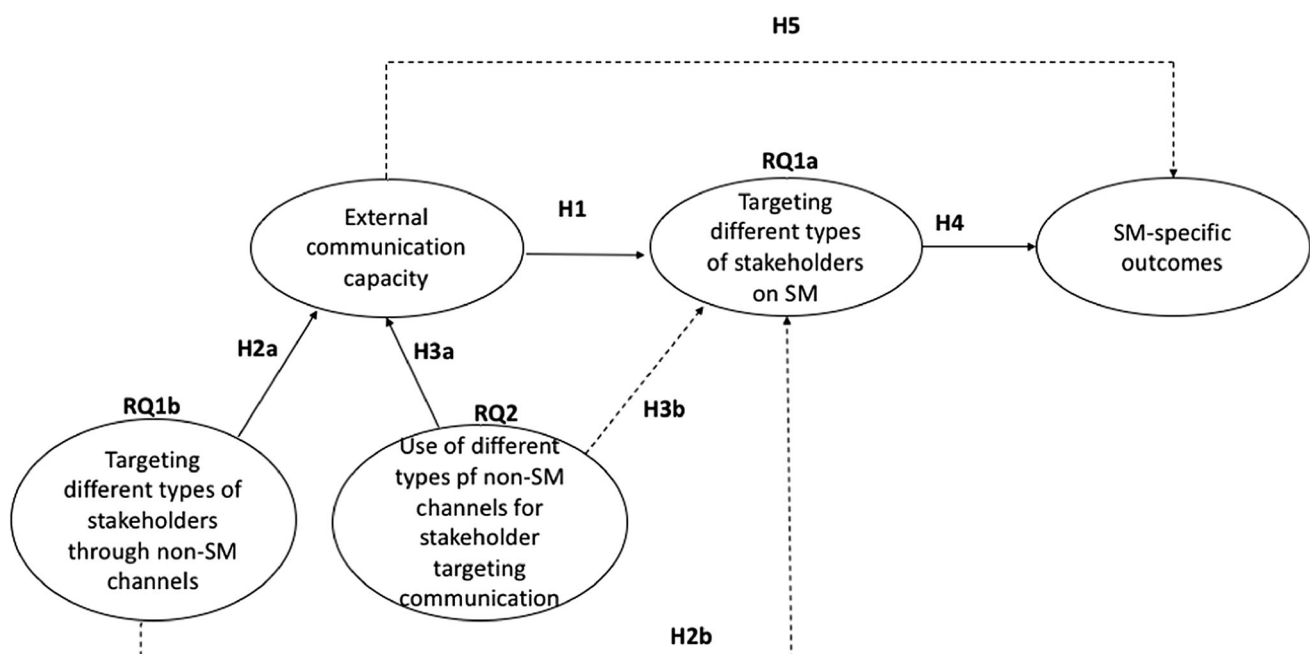 H5
RQ1a
External
communication
capacity
H1
Targeting
different types
of stakeholders
on SM
H4
SM-specific
outcomes
H2a
H3a
H3b
RQ1b
Targeting
different types of
stakeholders
through non-SM
channels
RQ2
Use of different
types pf non-SM
channels for
stakeholder
targeting
communication
H2b